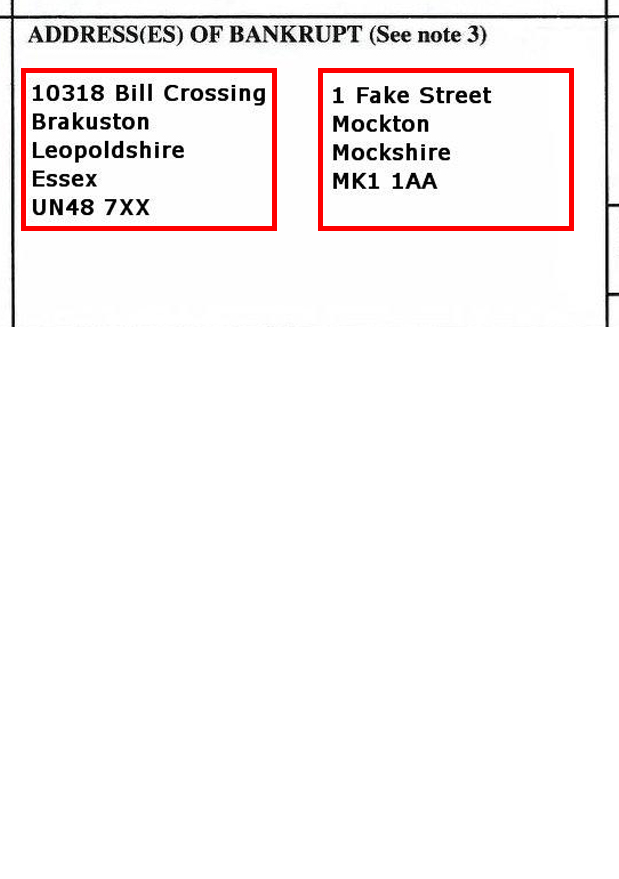 ADDRESS(ES) OF BANKRUPT (See note 3)
10318 Bill Crossing
Brakuston
Leopoldshire
Essex
UN48 7XX
1 Fake Street
Mockton
Mockshire
MK1 1AA